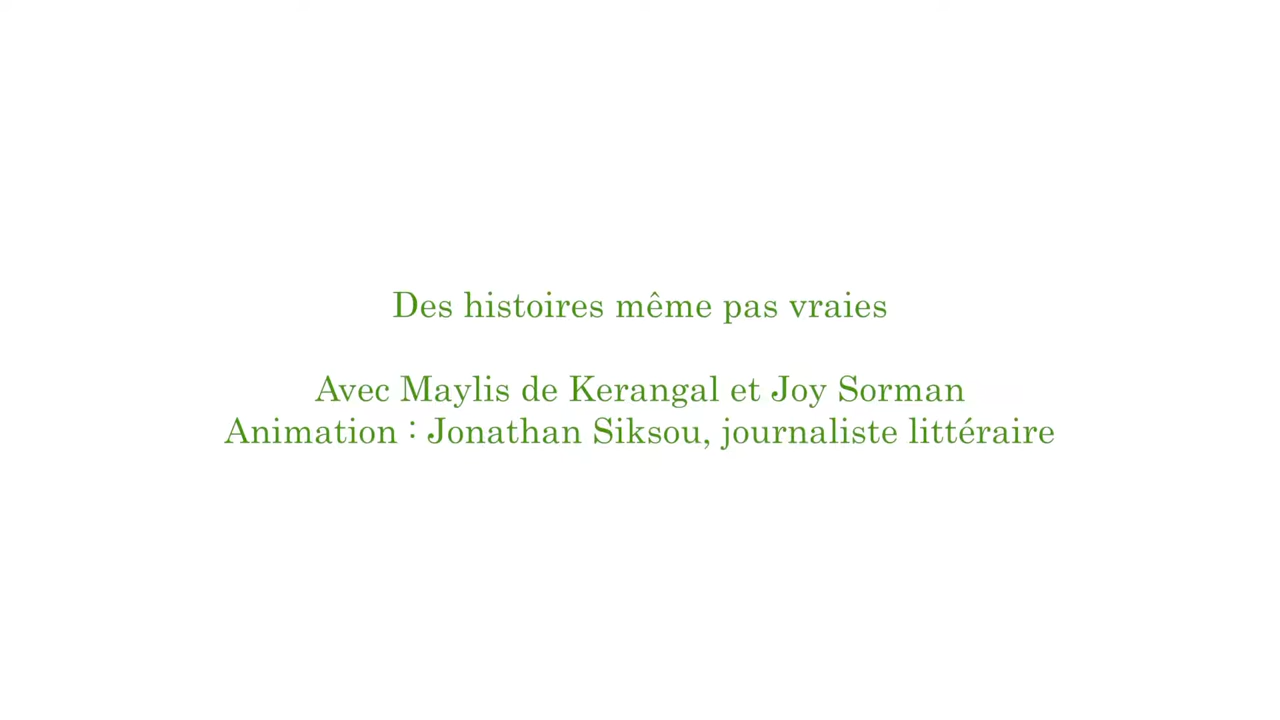 Des histoires même pas vraies
Avec Maylis de Kerangal et Joy Sorman
Animation : Jonathan Siksou, journaliste littéraire